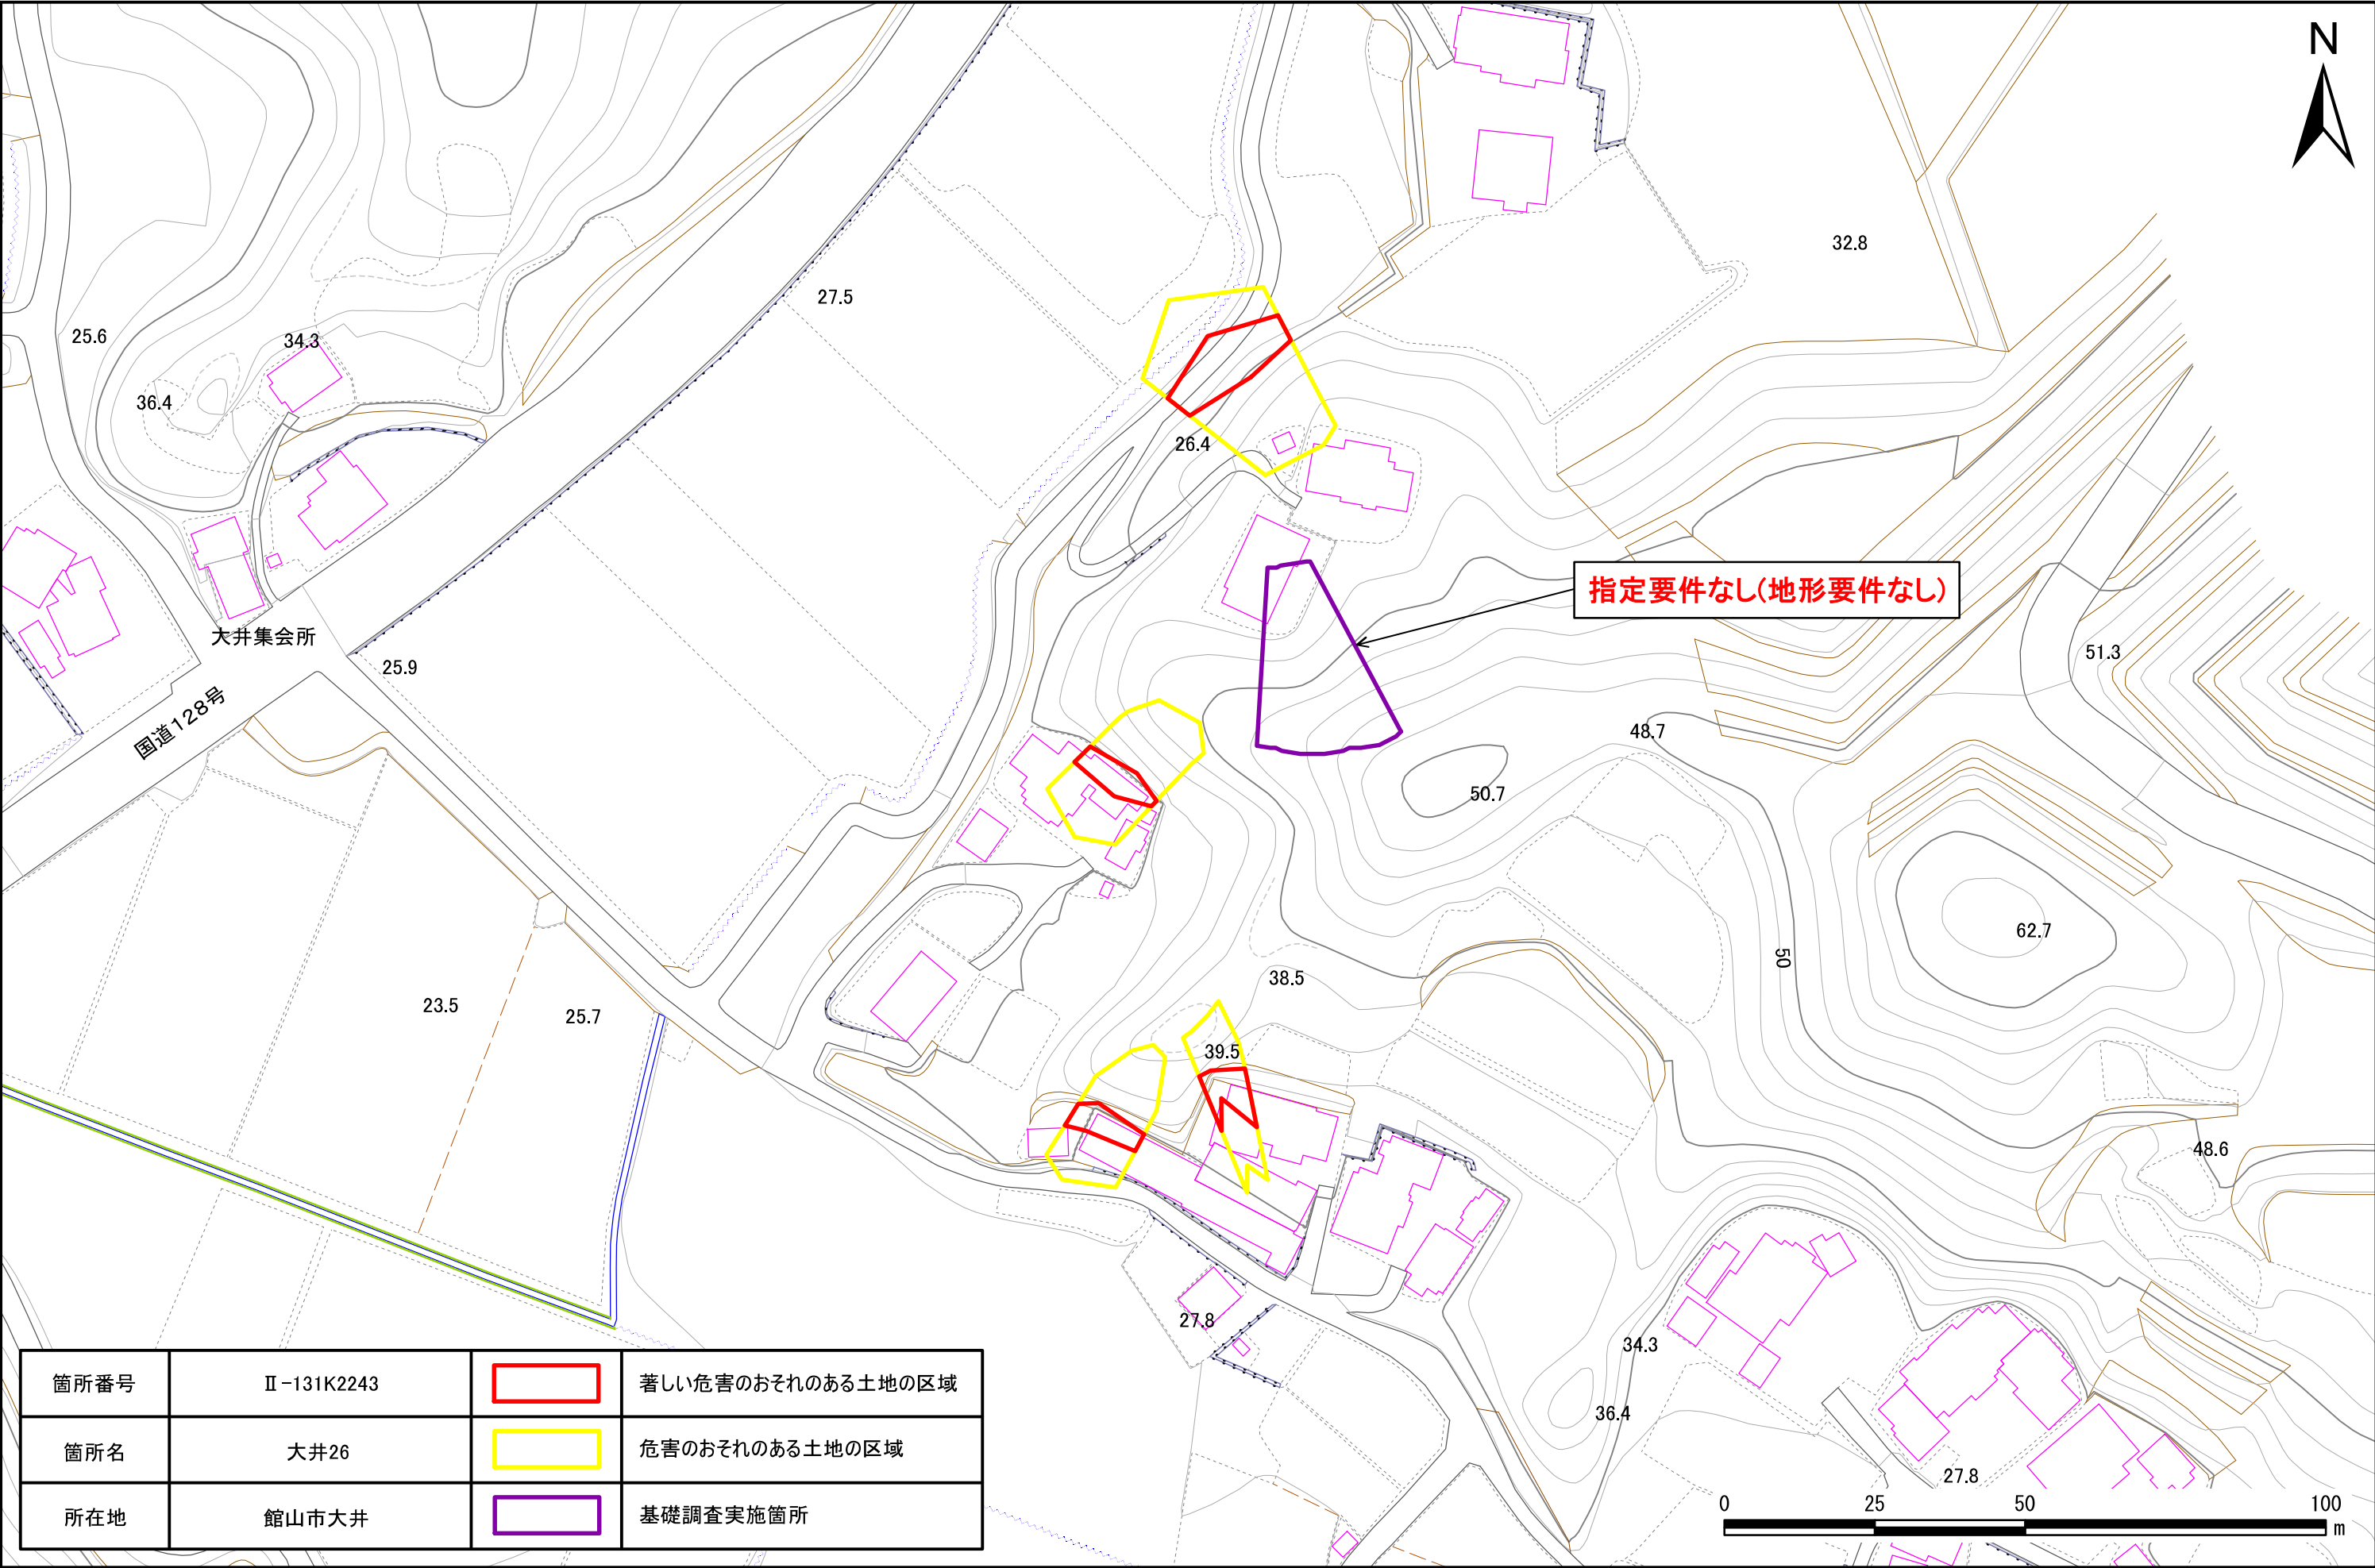 N
32.8
27.5
25.6
34.3
36.4
26.4
指定要件なし(地形要件なし)
大井集会所
25.9
51.3
国道128号
48.7
50.7
62.7
50
38.5
23.5
25.7
39.5
48.6
27.8
34.3
36.4
27.8
箇所番号 Ⅱ-131K2243 著しい危害のおそれのある土地の区域
箇所名 大井26 危害のおそれのある土地の区域
所在地 館山市大井 基礎調査実施箇所
0 25 50 100
m